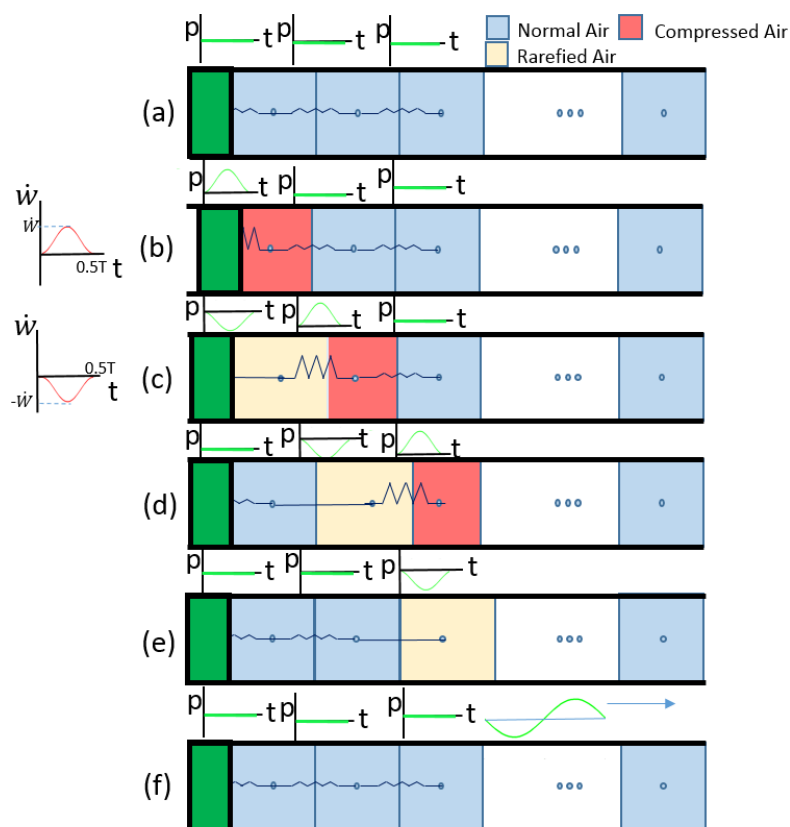 p t p t p t
Normal Air Compressed Air
Rarefied Air
(a)
p t p t p t
ẇ
ẇ
0.5T t
(b)
p t p t p t
ẇ
0.5T
t
-ẇ
(c)
p t p t p t
(d)
p t p t p t
(e)
p t p t p t
(f)